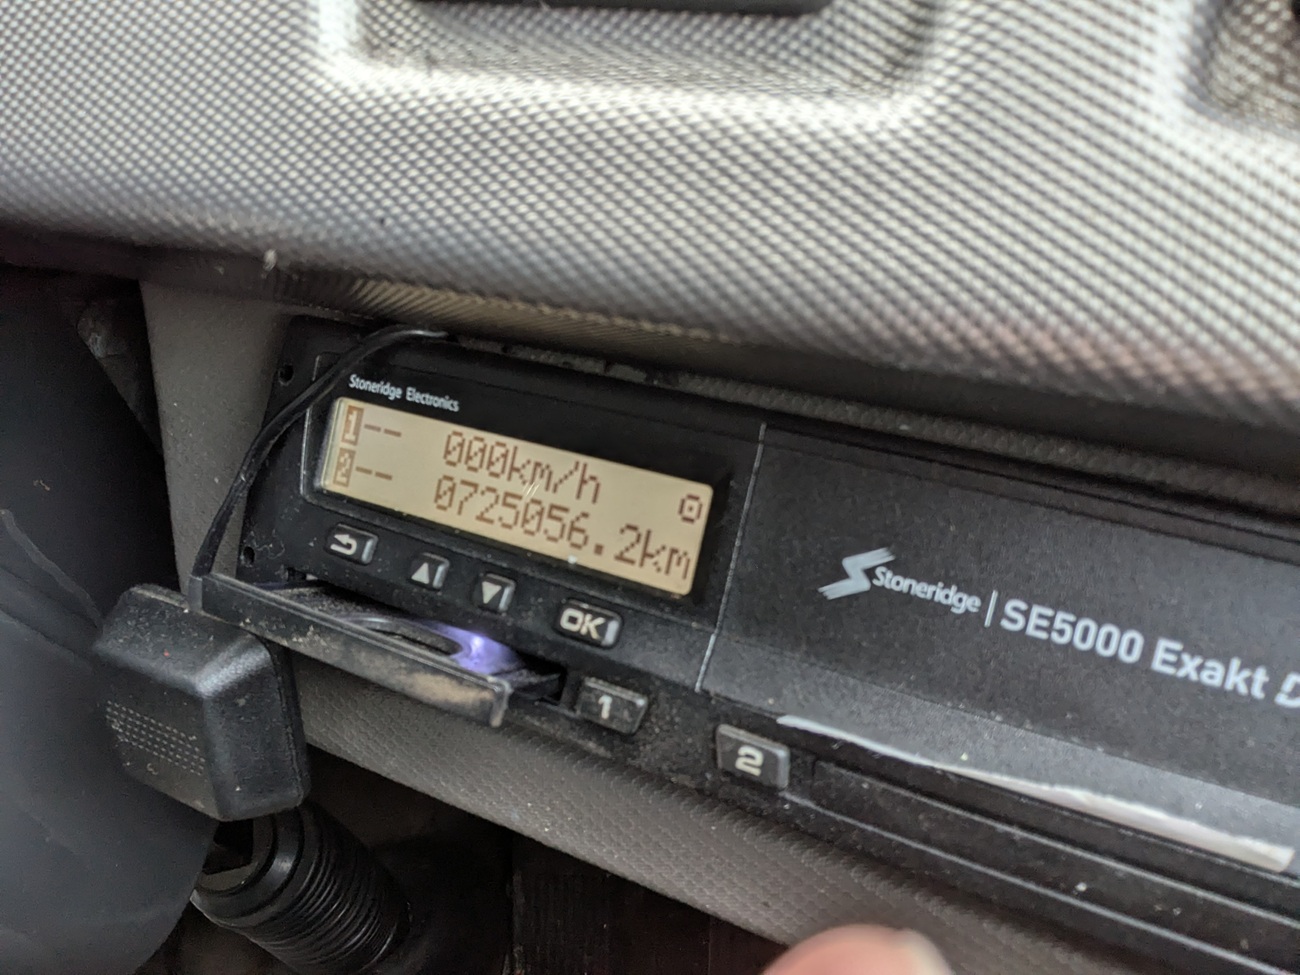 Stoneridge Electronics
1-- 000km/h
2-- 0725056.2km
OK
1
2
Stoneridge | SE5000 Exakt D